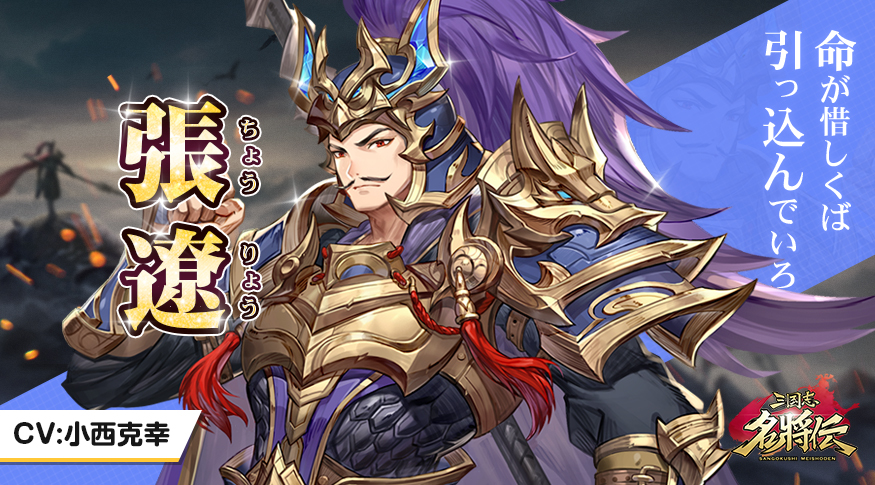 命が惜しくば
引っ込んでいろ
張遼
ちょう
りょう
CV:小西克幸
三国志
名將伝
SANGOKUSHI MEISHODEN